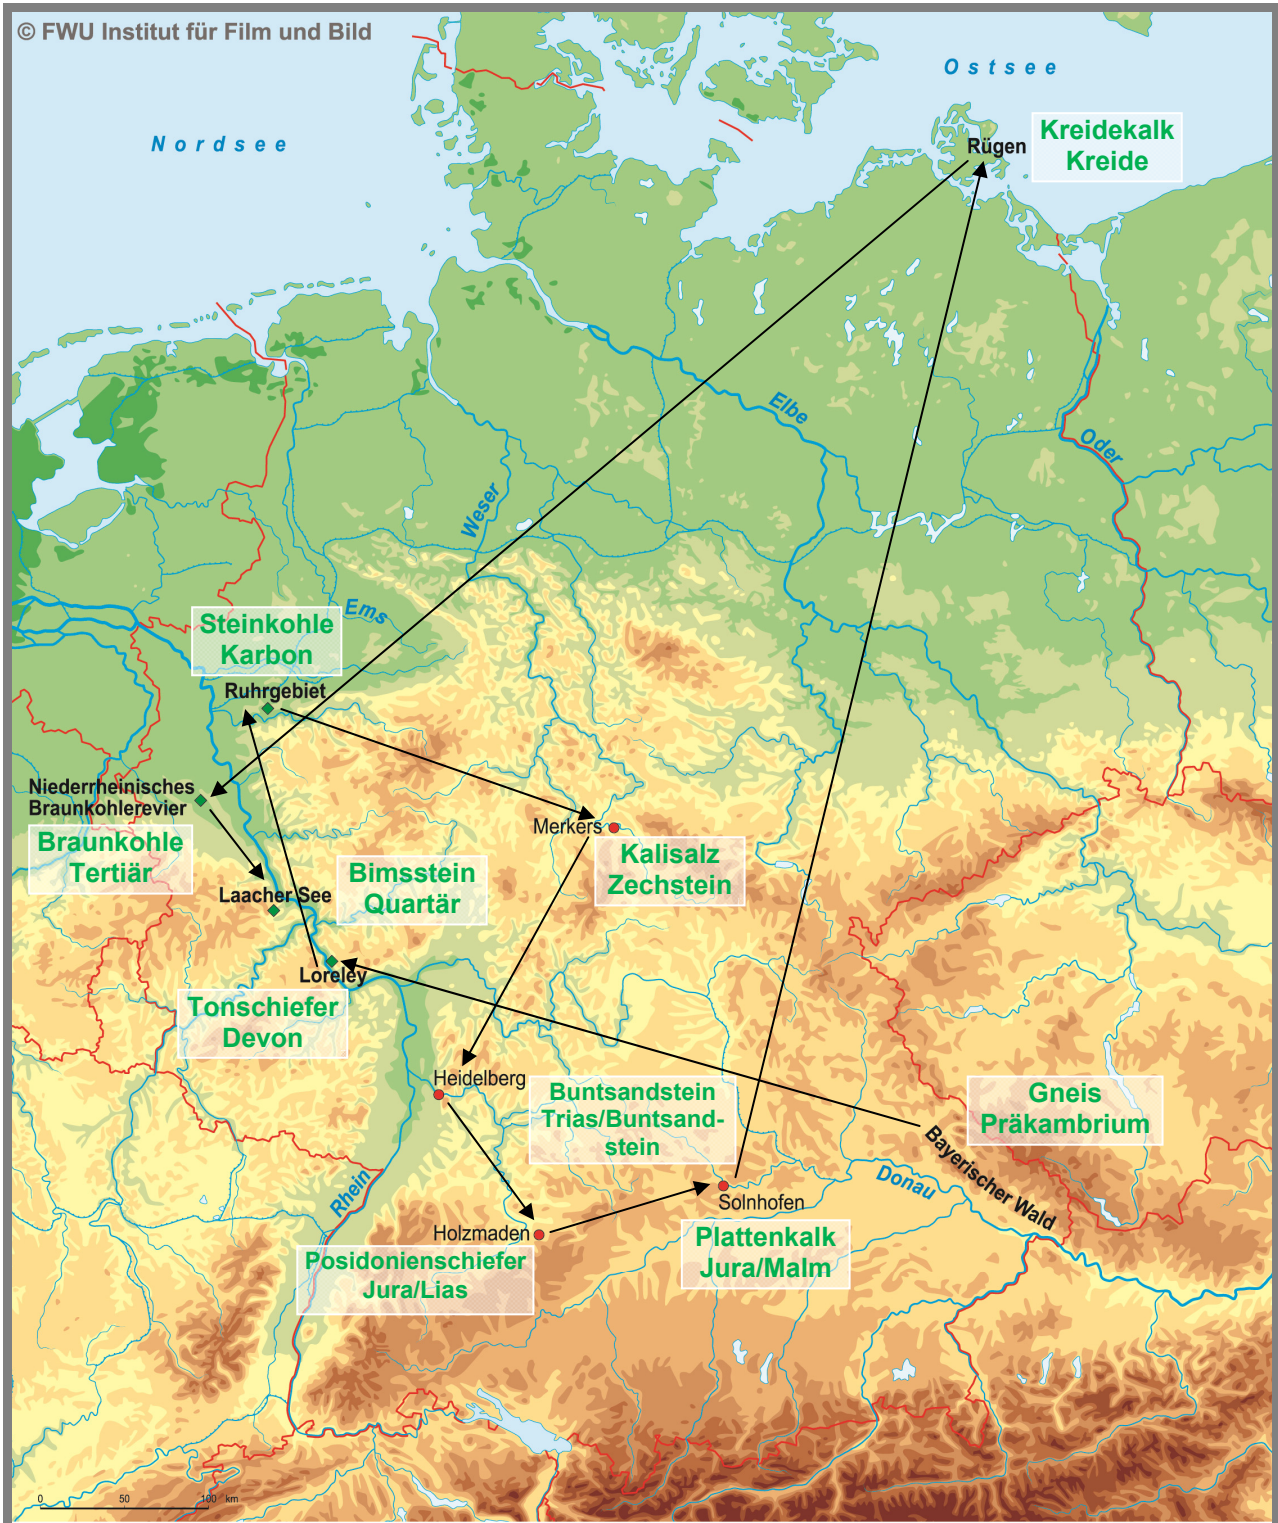 © FWU Institut für Film und Bild
Ostsee
Nordsee
Kreidekalk
Kreide
Rügen
Elbe
Oder
Weser
Ems
Steinkohle
Karbon
Ruhrgebiet
Niederrheinisches
Braunkohlerevier
Braunkohle
Tertiär
Merkers
Kalisalz
Zechstein
Bimsstein
Quartär
Laacher See
Loreley
Tonschiefer
Devon
Heidelberg
Buntsandstein
Trias/Buntsand-
stein
Gneis
Präkambrium
Bayerischer Wald
Donau
Rhein
Solnhofen
Holzmaden
Plattenkalk
Jura/Malm
Posidonienschiefer
Jura/Lias
0 50 100 km